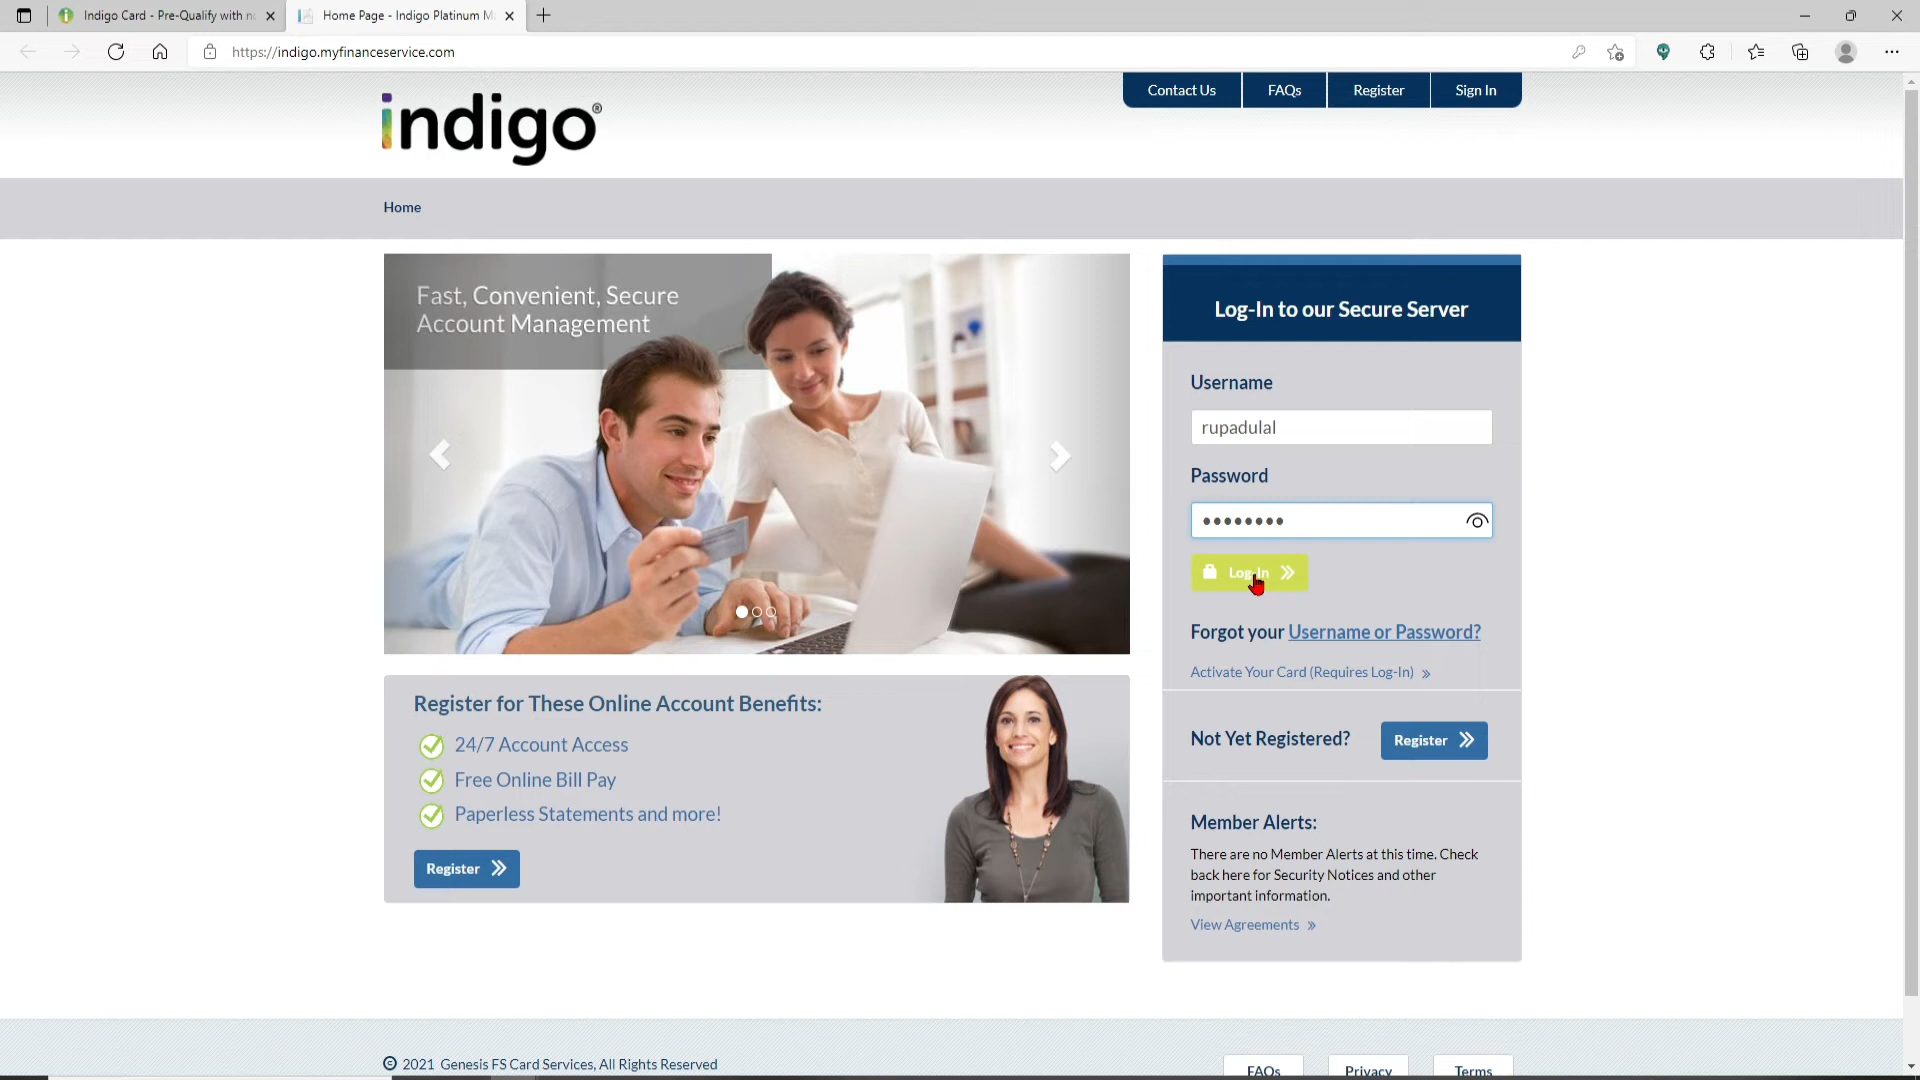 Indigo Card - Pre-Qualify with n
Home Page - Indigo Platinum M
https://indigo.myfinanceservice.com
Contact Us
FAQs
Register
Sign In
indigo®
Home
Fast, Convenient, Secure
Account Management
Log-In to our Secure Server
Username
rupadulal
Password
Log-In
Forgot your Username or Password?
Activate Your Card (Requires Log-In) »
Not Yet Registered?
Register
Register for These Online Account Benefits:
24/7 Account Access
Free Online Bill Pay
Paperless Statements and more!
Register
Member Alerts:
There are no Member Alerts at this time. Check
back here for Security Notices and other
important information.
View Agreements »
© 2021 Genesis FS Card Services, All Rights Reserved
FAQs
Privacy
Terms